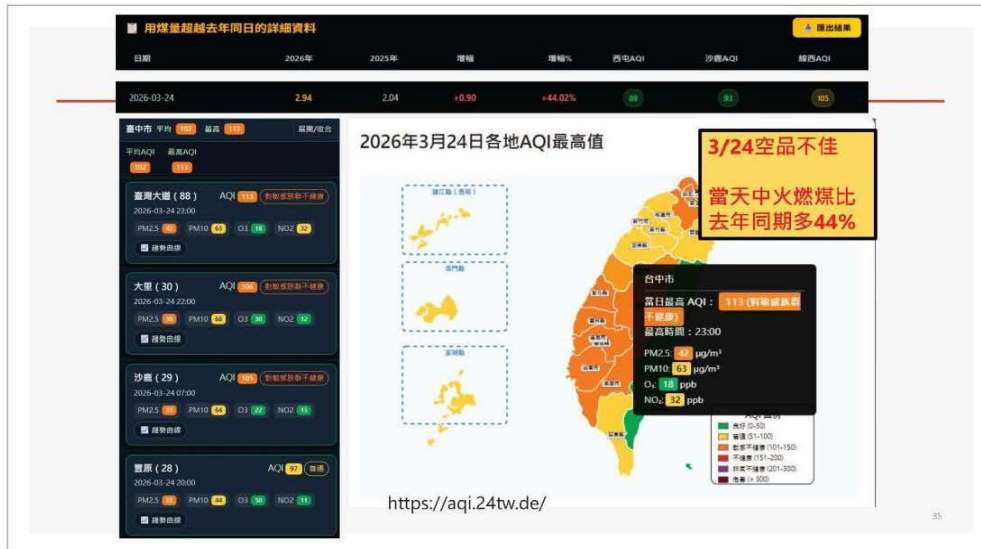 用煤量超越去年同日的詳細資料
匯出結果
日期 2026年 2025年 增幅 增幅% 西屯AQI 沙鹿AQI 線西AQI
2026-03-24 2.94 2.04 +0.90 +44.02% 89 93 105
臺中市 平均 102 最高 113 展開/收合
平均AQI 最高AQI
102 113
臺灣大道 (88) AQI 113 對敏感族群不健康
2026-03-24 23:00
PM2.5 42 PM10 63 O3 18 NO2 32
趨勢曲線
大里 (30) AQI 106 對敏感族群不健康
2026-03-24 22:00
PM2.5 38 PM10 60 O3 30 NO2 12
趨勢曲線
沙鹿 (29) AQI 105 對敏感族群不健康
2026-03-24 07:00
PM2.5 33 PM10 64 O3 22 NO2 15
趨勢曲線
豐原 (28) AQI 97 普通
2026-03-24 20:00
PM2.5 33 PM10 44 O3 50 NO2 11
趨勢曲線
2026年3月24日各地AQI最高值
3/24空品不佳
當天中火燃煤比
去年同期多44%
連江縣 (馬祖)
金門縣
澎湖縣
台中市
當日最高 AQI: 113 (對敏感族群
不健康)
最高時間:23:00
PM2.5: 42 μg/m³
PM10: 63 μg/m³
O₃: 18 ppb
NO₂: 32 ppb
良好 (0-50)
普通 (51-100)
不健康 (151-200)
非常不健康 (201-300)
危害 (> 300)
https://aqi.24tw.de/
35